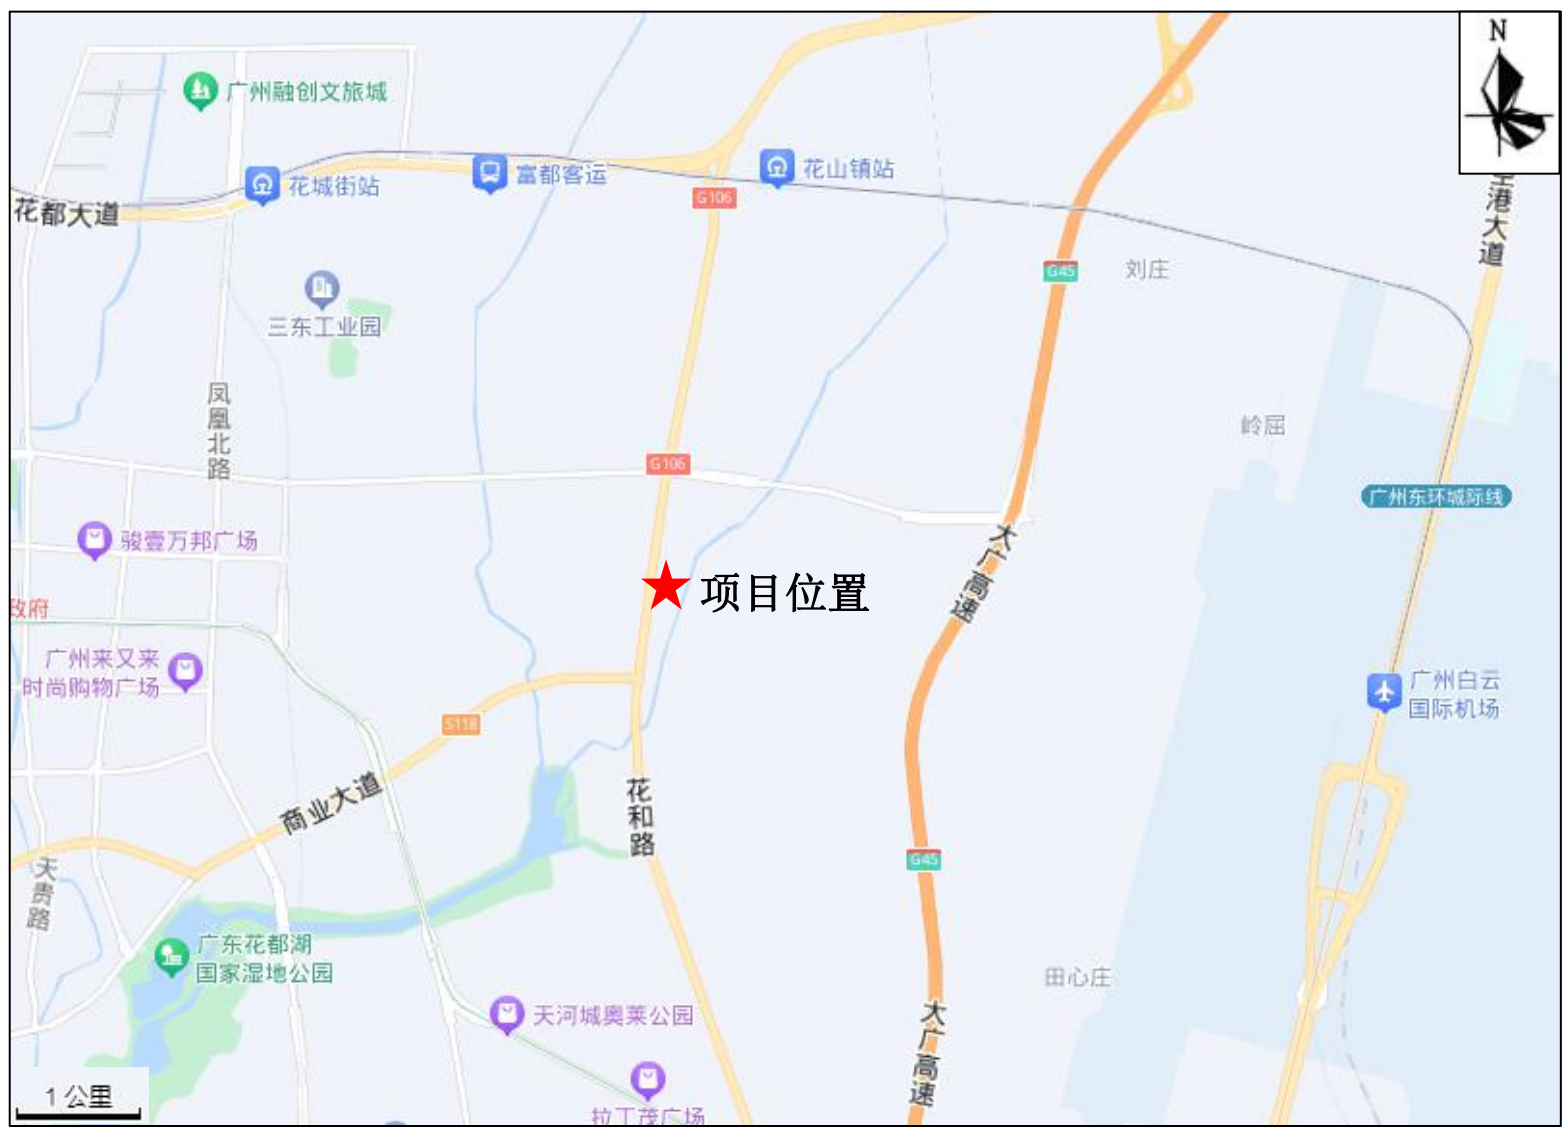 N
广州融创文旅城
花城街站
富都客运
花山镇站
G106
花都大道
空港大道
G45
刘庄
三东工业园
凤凰北路
岭屈
G106
广州东环城际线
骏壹万邦广场
大广高速
项目位置
政府
广州来又来
时尚购物广场
广州白云
国际机场
S118
商业大道
花和路
G45
天贵路
广东花都湖
国家湿地公园
田心庄
天河城奥莱公园
大广高速
1 公里
拉丁茂广场